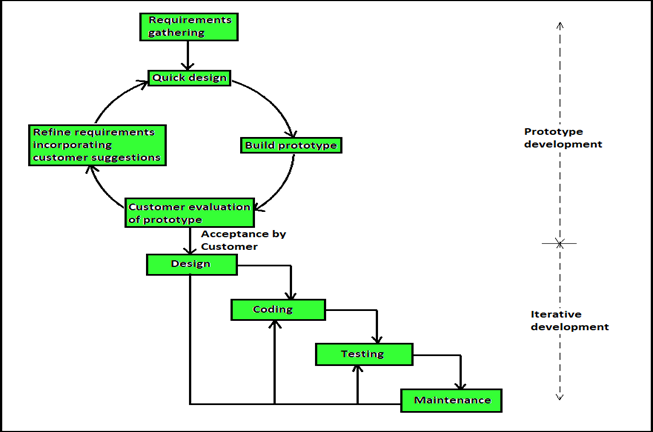 Requirements
gathering
Quick design
Refine requirements
incorporating
customer suggestions
Build prototype
Customer evaluation
of prototype
Acceptance by
Customer
Design
Coding
Testing
Maintenance
Prototype
development
Iterative
development